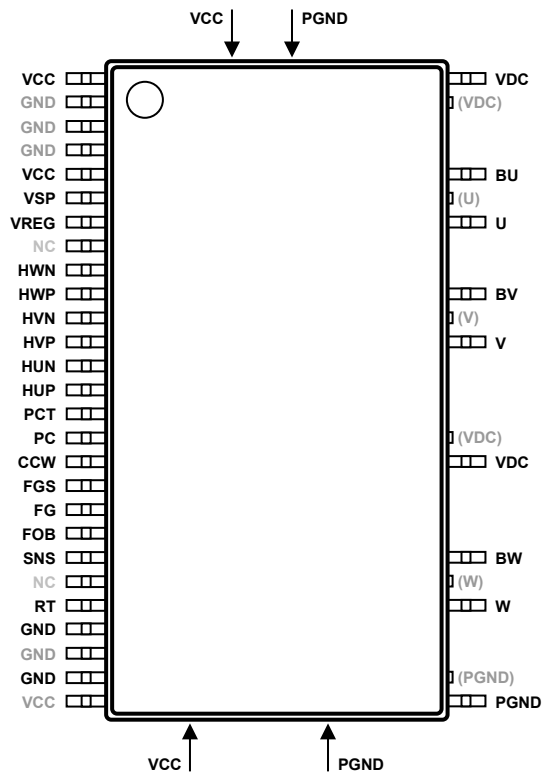 VCC PGND
VCC VDC
GND (VDC)
GND
GND
VCC BU
VSP (U)
VREG U
NC
HWN
HWP BV
HVN (V)
HVP V
HUN
HUP
PCT
PC (VDC)
CCW VDC
FGS
FG
FOB
SNS BW
NC (W)
RT W
GND
GND
GND (PGND)
VCC PGND
VCC PGND